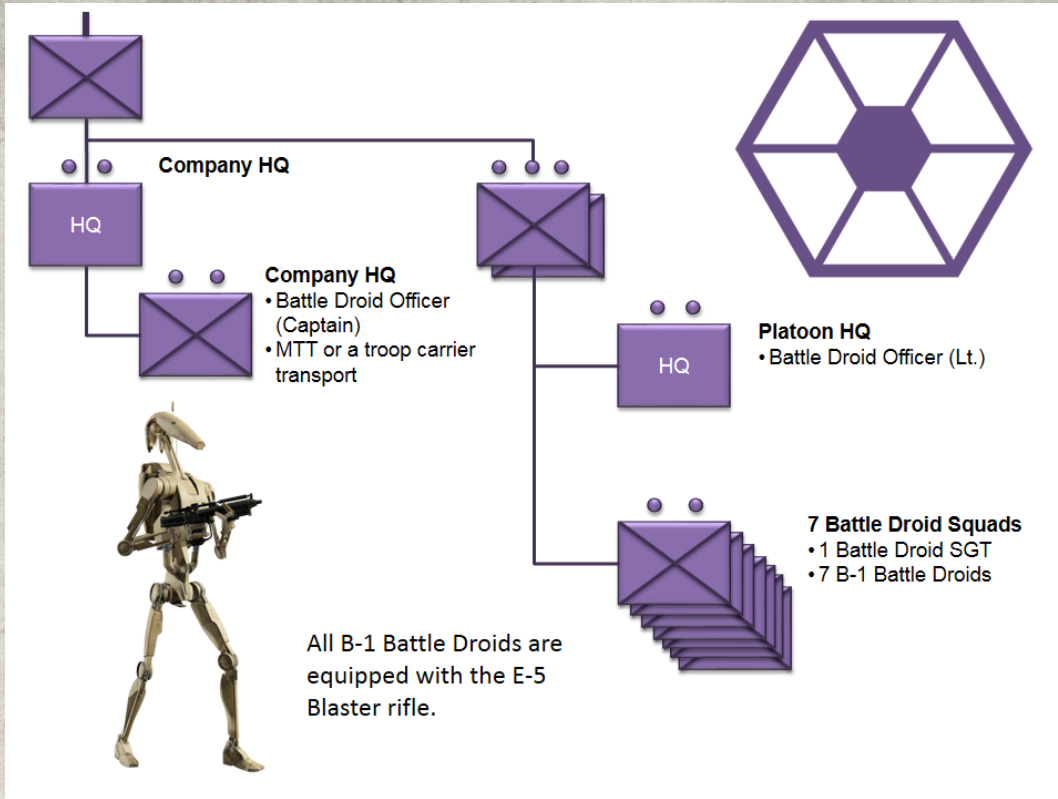 Company HQ
HQ
Company HQ
• Battle Droid Officer
(Captain)
• MTT or a troop carrier
transport
Platoon HQ
• Battle Droid Officer (Lt.)
HQ
7 Battle Droid Squads
• 1 Battle Droid SGT
• 7 B-1 Battle Droids
All B-1 Battle Droids are
equipped with the E-5
Blaster rifle.